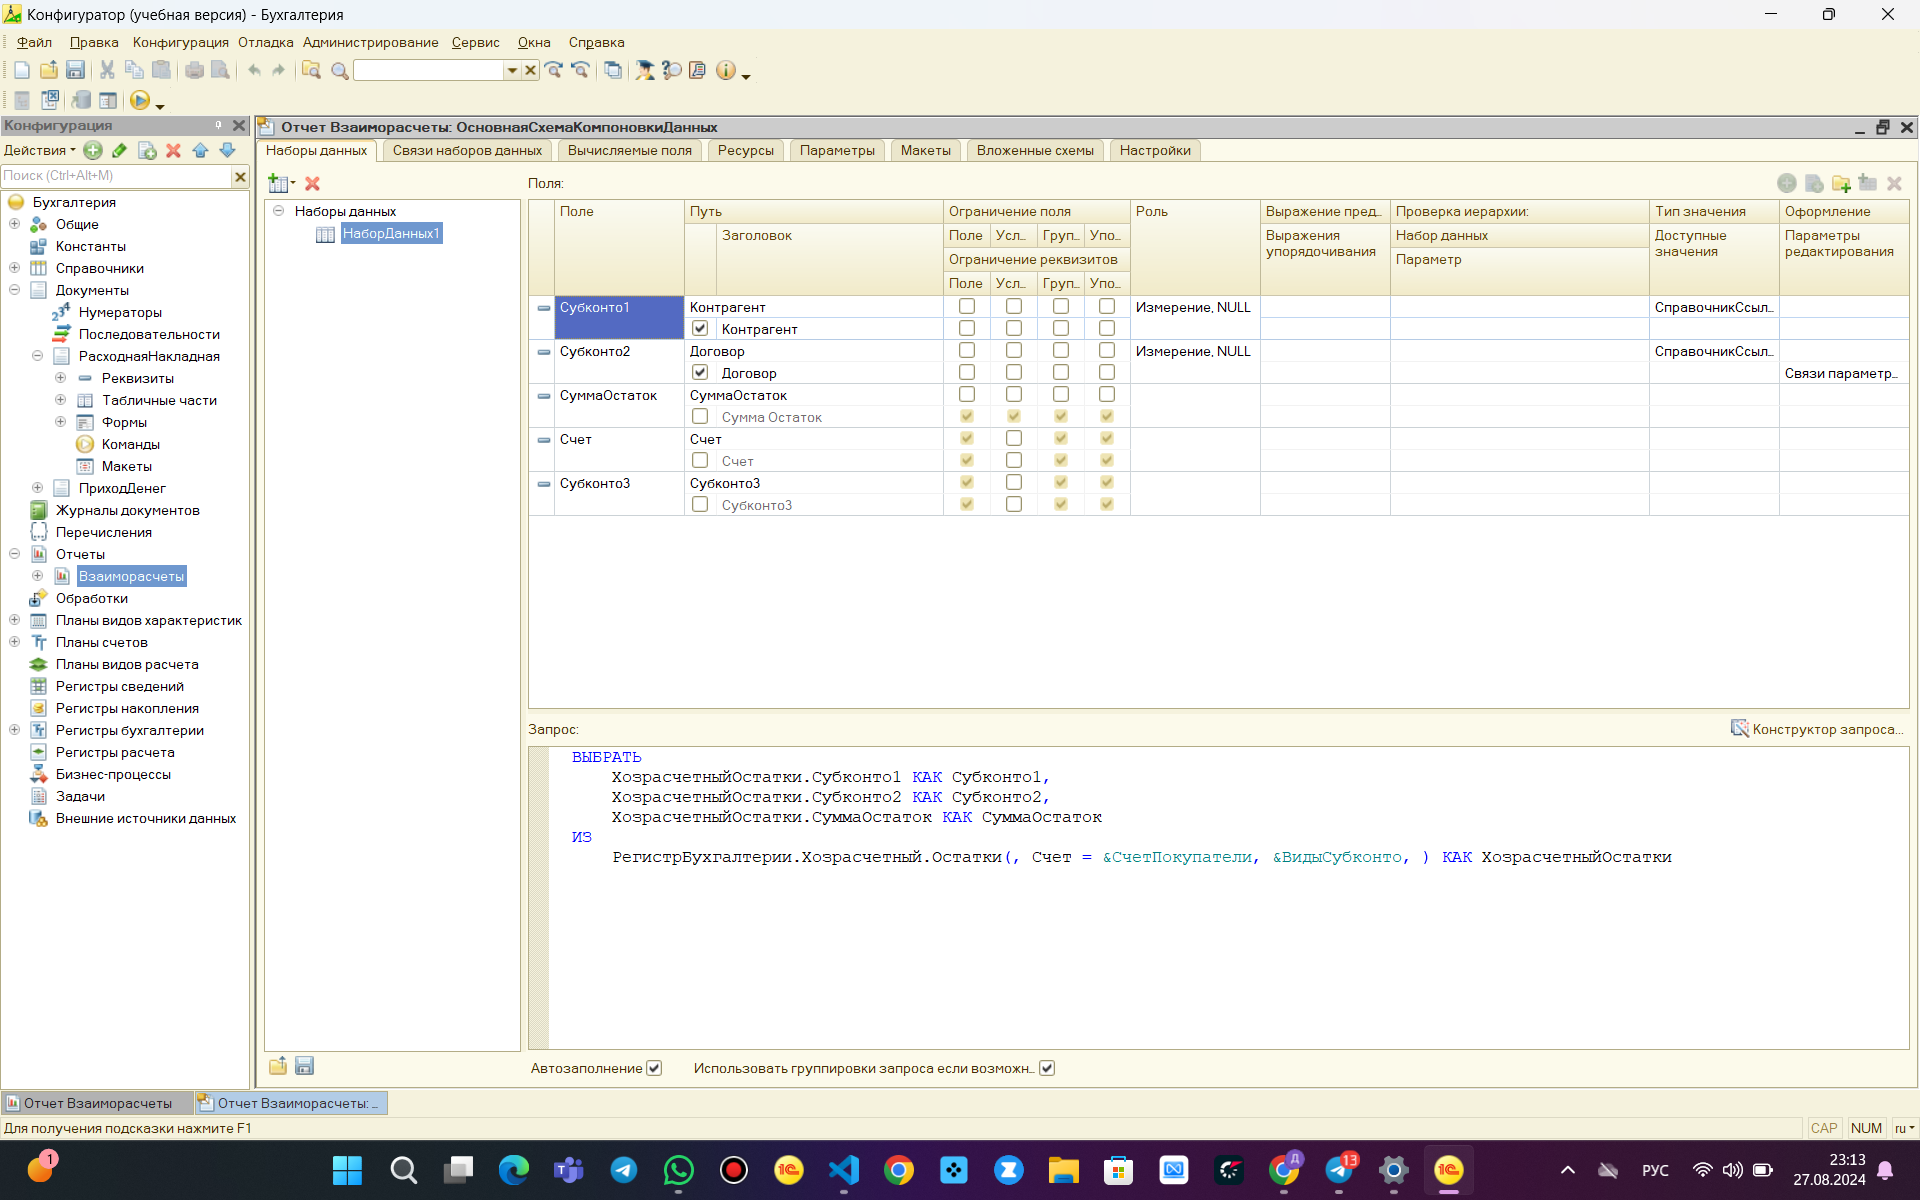 Конфигуратор (учебная версия) - Бухгалтерия
Файл Правка Конфигурация Отладка Администрирование Сервис Окна Справка
Конфигурация
Действия
Поиск (Ctrl+Alt+M)
Бухгалтерия
Общие
Константы
Справочники
Документы
Нумераторы
Последовательности
РасходнаяНакладная
Реквизиты
Табличные части
Формы
Команды
Макеты
ПриходДенег
Журналы документов
Перечисления
Отчеты
Взаиморасчеты
Обработки
Планы видов характеристик
Планы счетов
Планы видов расчета
Регистры сведений
Регистры накопления
Регистры бухгалтерии
Регистры расчета
Бизнес-процессы
Задачи
Внешние источники данных
Отчет Взаиморасчеты: ОсновнаяСхемаКомпоновкиДанных
Наборы данных Связи наборов данных Вычисляемые поля Ресурсы Параметры Макеты Вложенные схемы Настройки
Наборы данных
НаборДанных1
Поля:
Поле Путь Ограничение поля Роль Выражение пред... Проверка иерархии: Тип значения Оформление
Заголовок Поле Усл... Груп... Упо... Выражения упорядочивания Набор данных Доступные значения Параметры редактирования
Ограничение реквизитов Параметр
Поле Усл... Груп... Упо...
Субконто1 Контрагент Измерение, NULL СправочникСсыл...
Контрагент
Субконто2 Договор Измерение, NULL СправочникСсыл...
Договор Связи параметр...
СуммаОстаток СуммаОстаток
Сумма Остаток
Счет Счет
Счет
Субконто3 Субконто3
Субконто3
Запрос: Конструктор запроса...
ВЫБРАТЬ
ХозрасчетныйОстатки.Субконто1 КАК Субконто1,
ХозрасчетныйОстатки.Субконто2 КАК Субконто2,
ХозрасчетныйОстатки.СуммаОстаток КАК СуммаОстаток
ИЗ
РегистрБухгалтерии.Хозрасчетный.Остатки(, Счет = &СчетПокупатели, &ВидыСубконто, ) КАК ХозрасчетныйОстатки
Автозаполнение Использовать группировки запроса если возможн...
Отчет Взаиморасчеты Отчет Взаиморасчеты: ...
Для получения подсказки нажмите F1 CAP NUM ru
1 13 РУС 23:13
27.08.2024